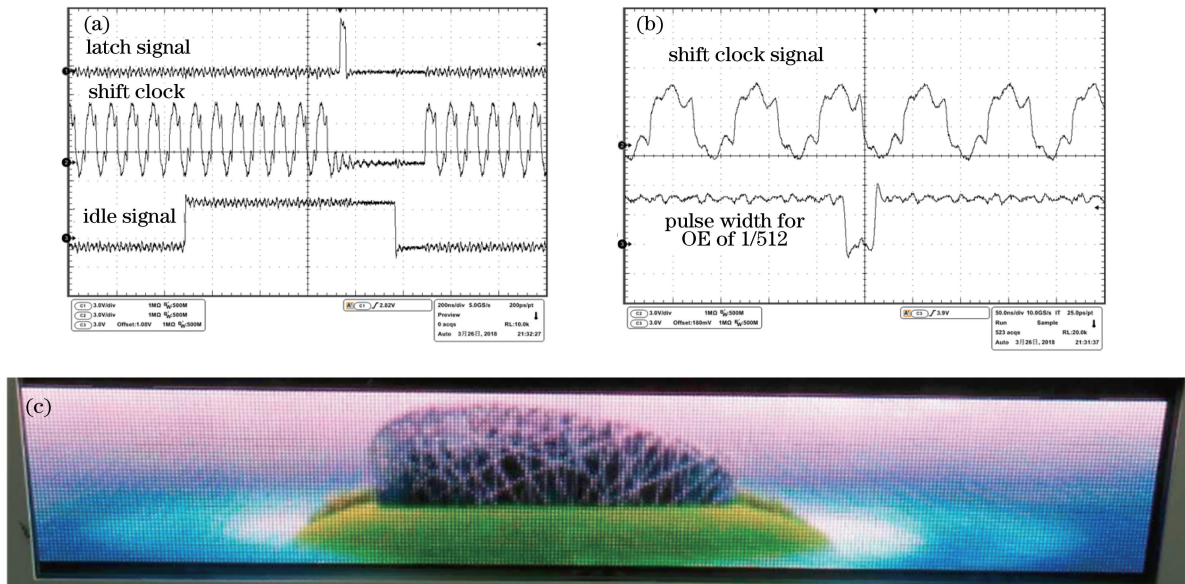 (a)
latch signal
shift clock
idle signal
C1 3.0V/div 1MΩ 500M
C2 3.0V/div 1MΩ 500M
C3 3.0V Offset:1.08V 1MΩ 500M
A' C1 2.82V
200ns/div 5.0GS/s 200ps/pt
Preview
0 acqs RL:10.0k
Auto 3月26日, 2018 21:32:27
(b)
shift clock signal
pulse width for
OE of 1/512
C2 3.0V/div 1MΩ 500M
C3 3.0V Offset:180mV 1MΩ 500M
C3 3.9V
50.0ns/div 10.0GS/s IT 25.0ps/pt
Run Sample
523 acqs RL:20.0k
Auto 3月26日, 2018 21:31:37
(c)